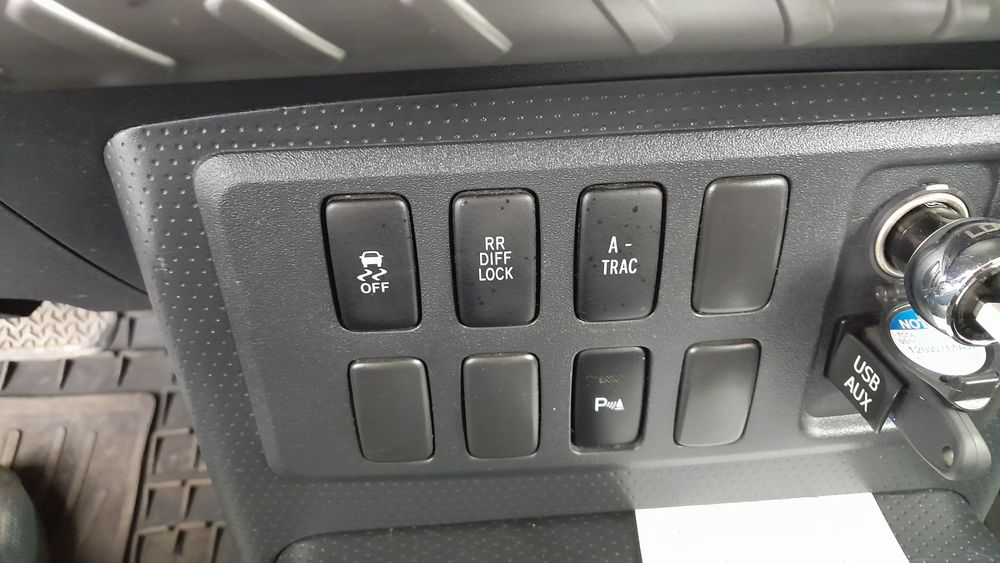 OFF
RR
DIFF
LOCK
A -
TRAC
P
USB
AUX